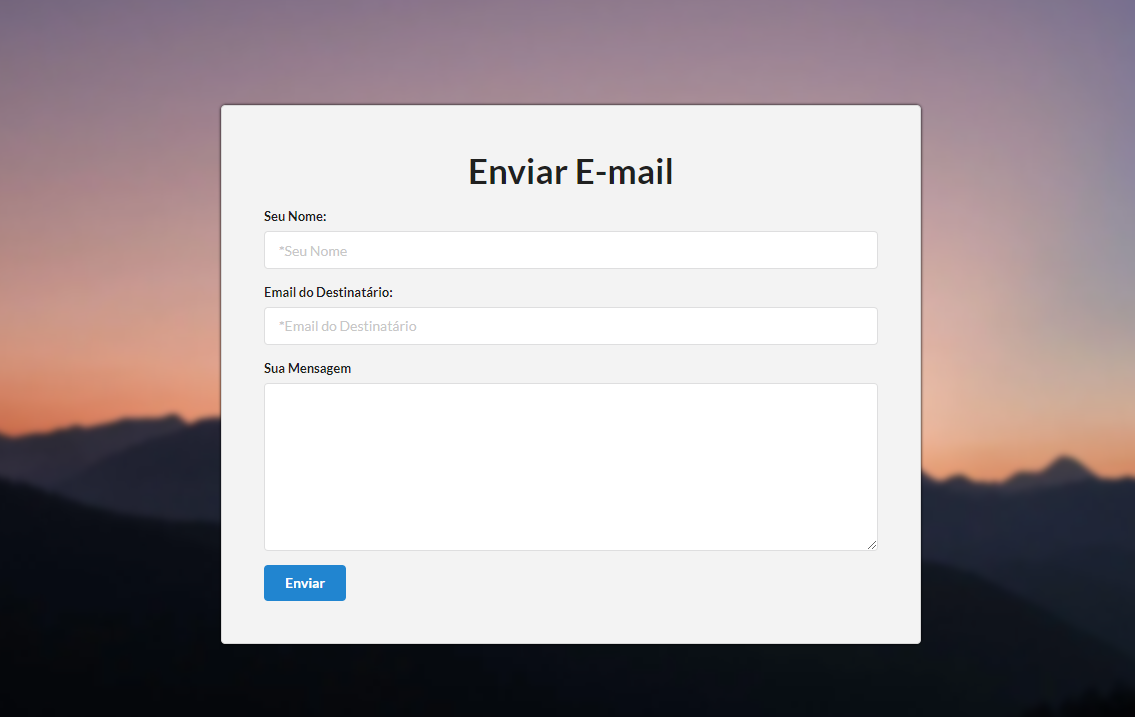 Enviar E-mail
Seu Nome:
*Seu Nome
Email do Destinatário:
*Email do Destinatário
Sua Mensagem
Enviar